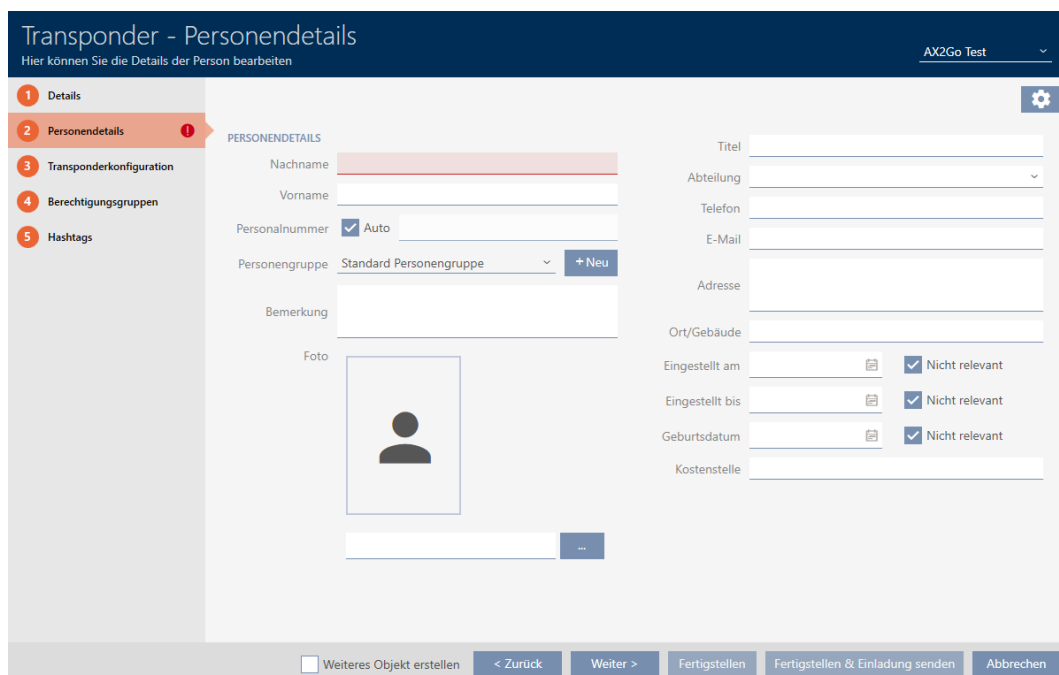 Transponder - Personendetails
Hier können Sie die Details der Person bearbeiten
AX2Go Test
1 Details
2 Personendetails
3 Transponderkonfiguration
4 Berechtigungsgruppen
5 Hashtags
PERSONENDETAILS
Nachname
Vorname
Personalnummer Auto
Personengruppe Standard Personengruppe + Neu
Bemerkung
Foto
...
Titel
Abteilung
Telefon
E-Mail
Adresse
Ort/Gebäude
Eingestellt am Nicht relevant
Eingestellt bis Nicht relevant
Geburtsdatum Nicht relevant
Kostenstelle
Weiteres Objekt erstellen < Zurück Weiter > Fertigstellen Fertigstellen & Einladung senden Abbrechen